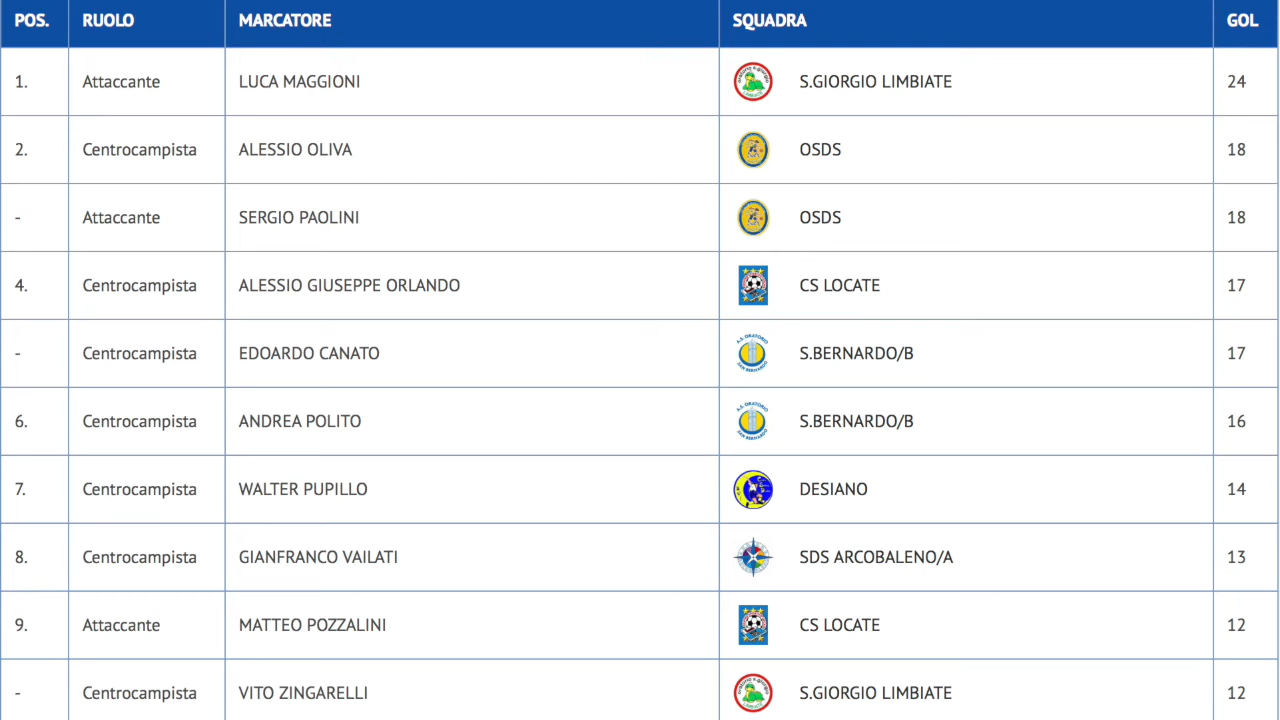 POS. RUOLO MARCATORE SQUADRA GOL
1. Attaccante LUCA MAGGIONI S.GIORGIO LIMBIATE 24
2. Centrocampista ALESSIO OLIVA OSDS 18
- Attaccante SERGIO PAOLINI OSDS 18
4. Centrocampista ALESSIO GIUSEPPE ORLANDO CS LOCATE 17
- Centrocampista EDOARDO CANATO S.BERNARDO/B 17
6. Centrocampista ANDREA POLITO S.BERNARDO/B 16
7. Centrocampista WALTER PUPILLO DESIANO 14
8. Centrocampista GIANFRANCO VAILATI SDS ARCOBALENO/A 13
9. Attaccante MATTEO POZZALINI CS LOCATE 12
- Centrocampista VITO ZINGARELLI S.GIORGIO LIMBIATE 12